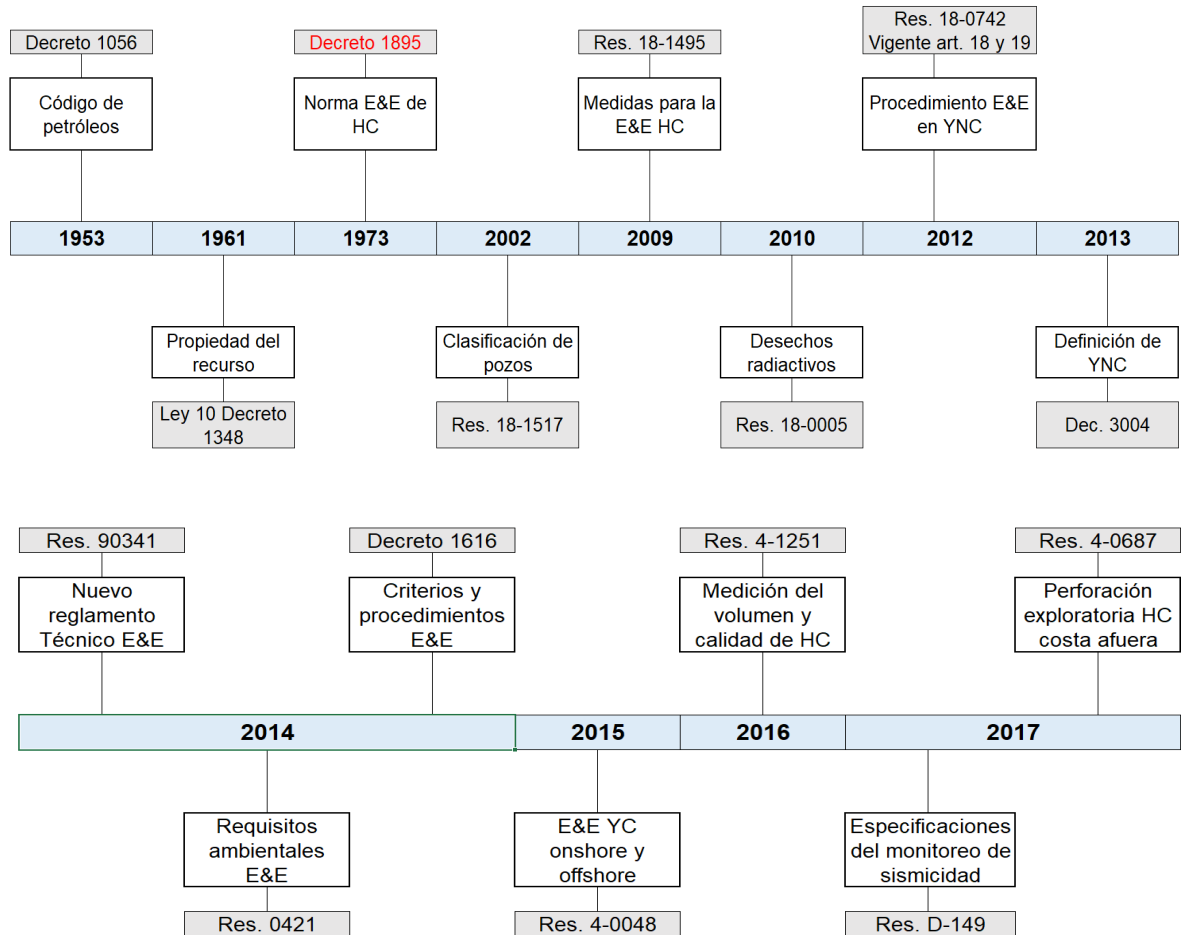 Decreto 1056
Código de
petróleos
Decreto 1895
Norma E&E de
HC
Res. 18-1495
Medidas para la
E&E HC
Res. 18-0742
Vigente art. 18 y 19
Procedimiento E&E
en YNC
1953
1961
1973
2002
2009
2010
2012
2013
Propiedad del
recurso
Ley 10 Decreto
1348
Clasificación de
pozos
Res. 18-1517
Desechos
radiactivos
Res. 18-0005
Definición de
YNC
Dec. 3004
Res. 90341
Nuevo
reglamento
Técnico E&E
Decreto 1616
Criterios y
procedimientos
E&E
Res. 4-1251
Medición del
volumen y
calidad de HC
Res. 4-0687
Perforación
exploratoria HC
costa afuera
2014
2015
2016
2017
Requisitos
ambientales
E&E
Res. 0421
E&E YC
onshore y
offshore
Res. 4-0048
Especificaciones
del monitoreo de
sismicidad
Res. D-149